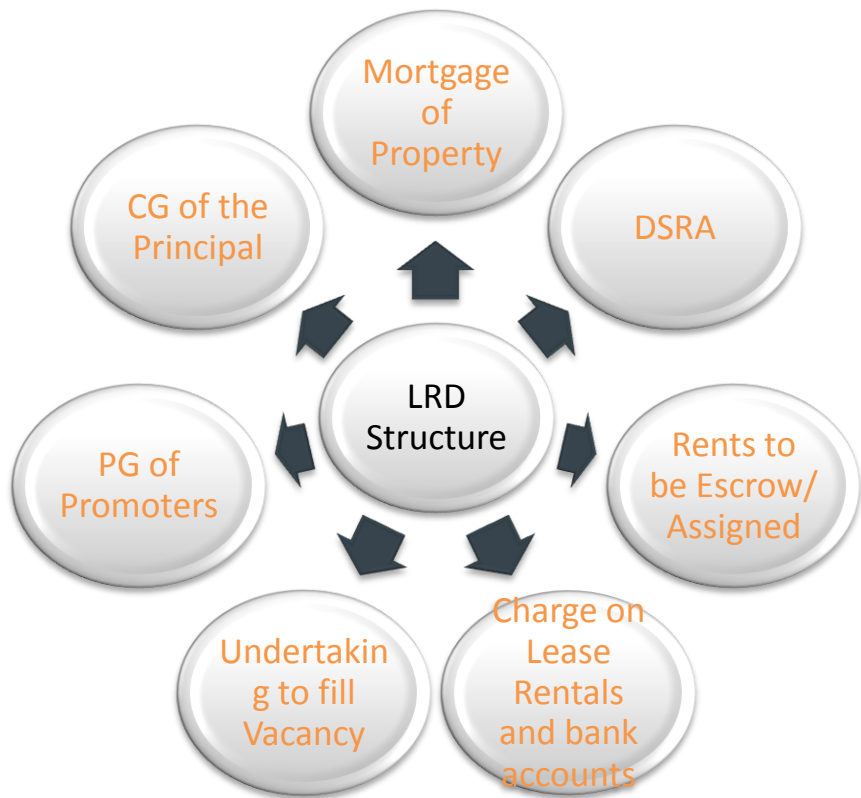 Mortgage
of
Property
DSRA
Rents to
be Escrow/
Assigned
Charge on
Lease
Rentals
and bank
accounts
Undertakin
g to fill
Vacancy
PG of
Promoters
CG of the
Principal
LRD
Structure